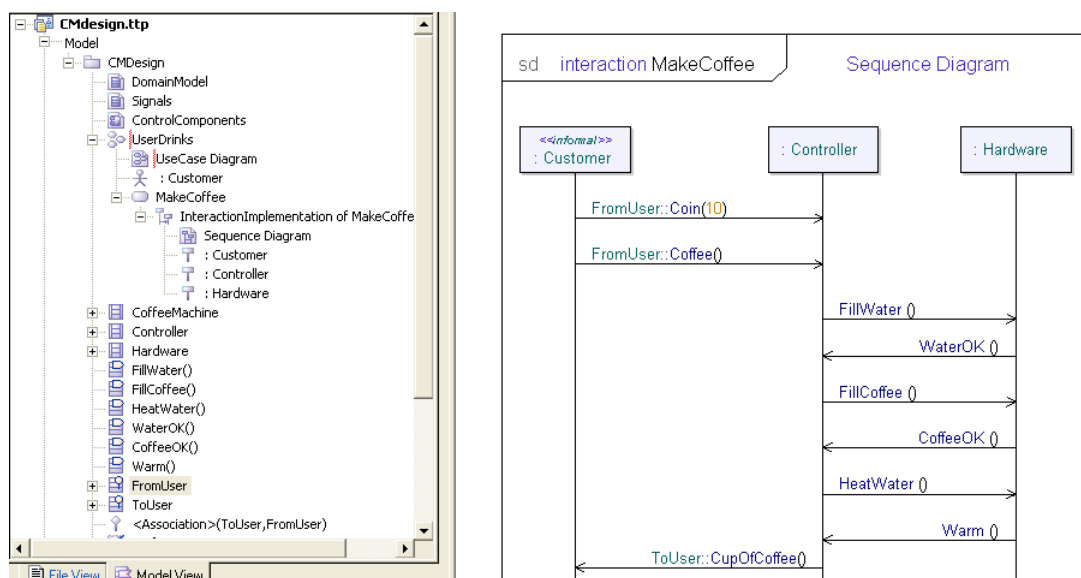 CMdesign.ttp
Model
CMDesign
DomainModel
Signals
ControlComponents
UserDrinks
UseCase Diagram
: Customer
MakeCoffee
InteractionImplementation of MakeCoffe
Sequence Diagram
: Customer
: Controller
: Hardware
CoffeeMachine
Controller
Hardware
FillWater()
FillCoffee()
HeatWater()
WaterOK()
CoffeeOK()
Warm()
FromUser
ToUser
<Association>(ToUser,FromUser)
File View Model View
sd interaction MakeCoffee Sequence Diagram
<<informal>>
: Customer
: Controller
: Hardware
FromUser::Coin(10)
FromUser::Coffee()
FillWater ()
WaterOK ()
FillCoffee ()
CoffeeOK ()
HeatWater ()
Warm ()
ToUser::CupOfCoffee()